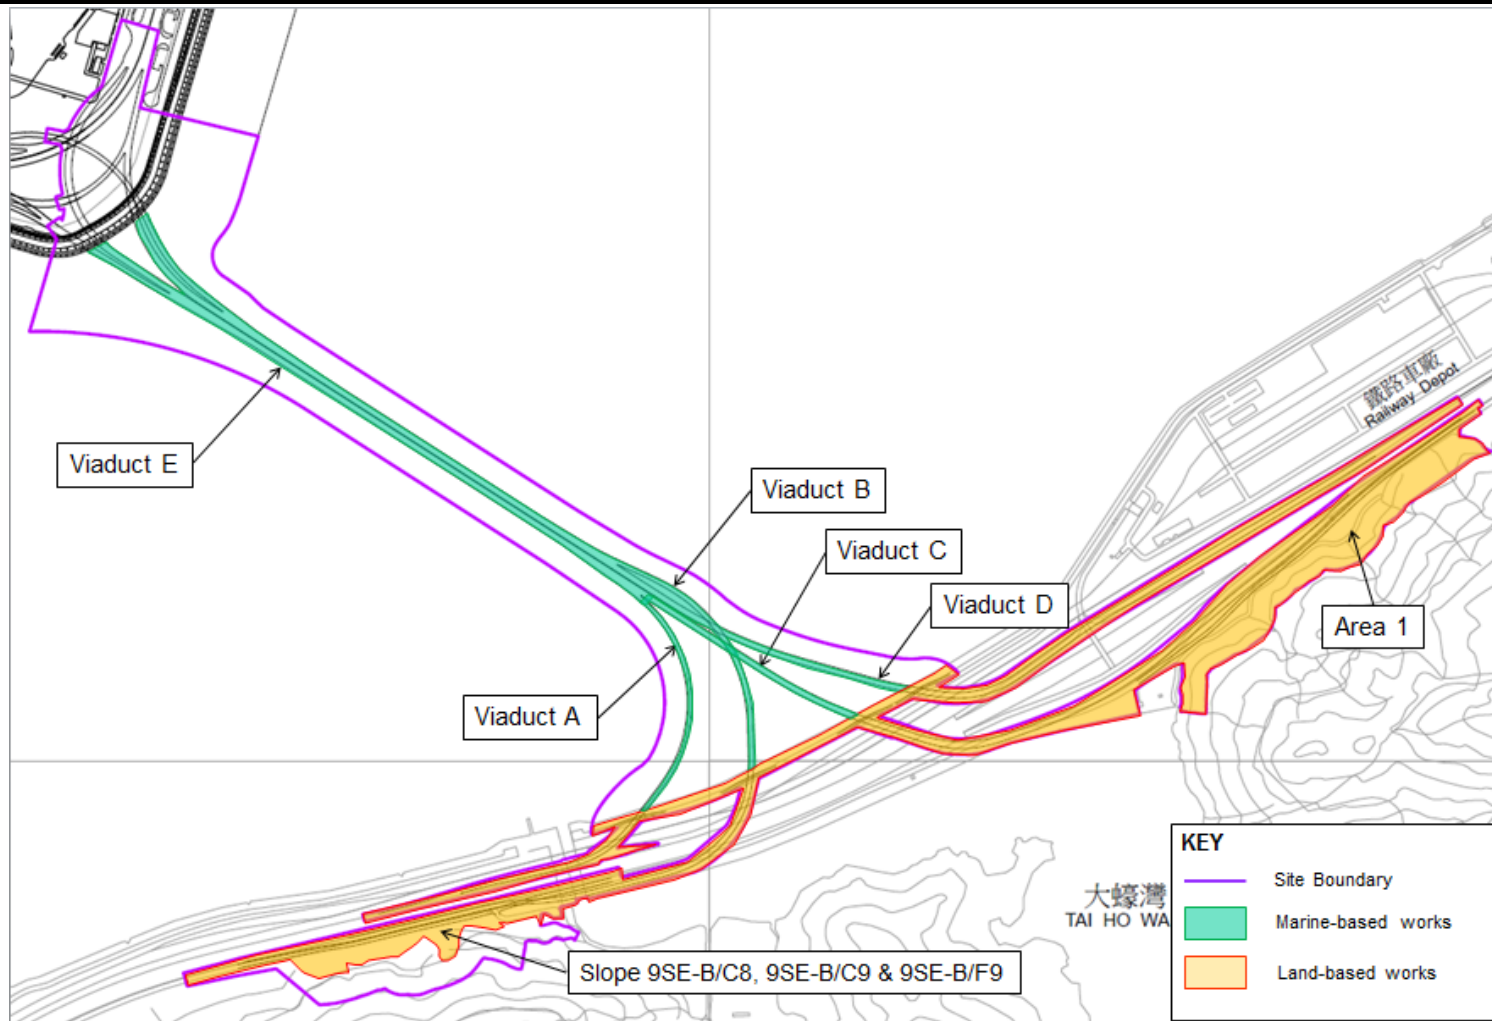 鐵路車廠
Railway Depot
Viaduct E
Viaduct B
Viaduct C
Viaduct D
Area 1
Viaduct A
大蠔灣
TAI HO WA
Slope 9SE-B/C8, 9SE-B/C9 & 9SE-B/F9
KEY
Site Boundary
Marine-based works
Land-based works